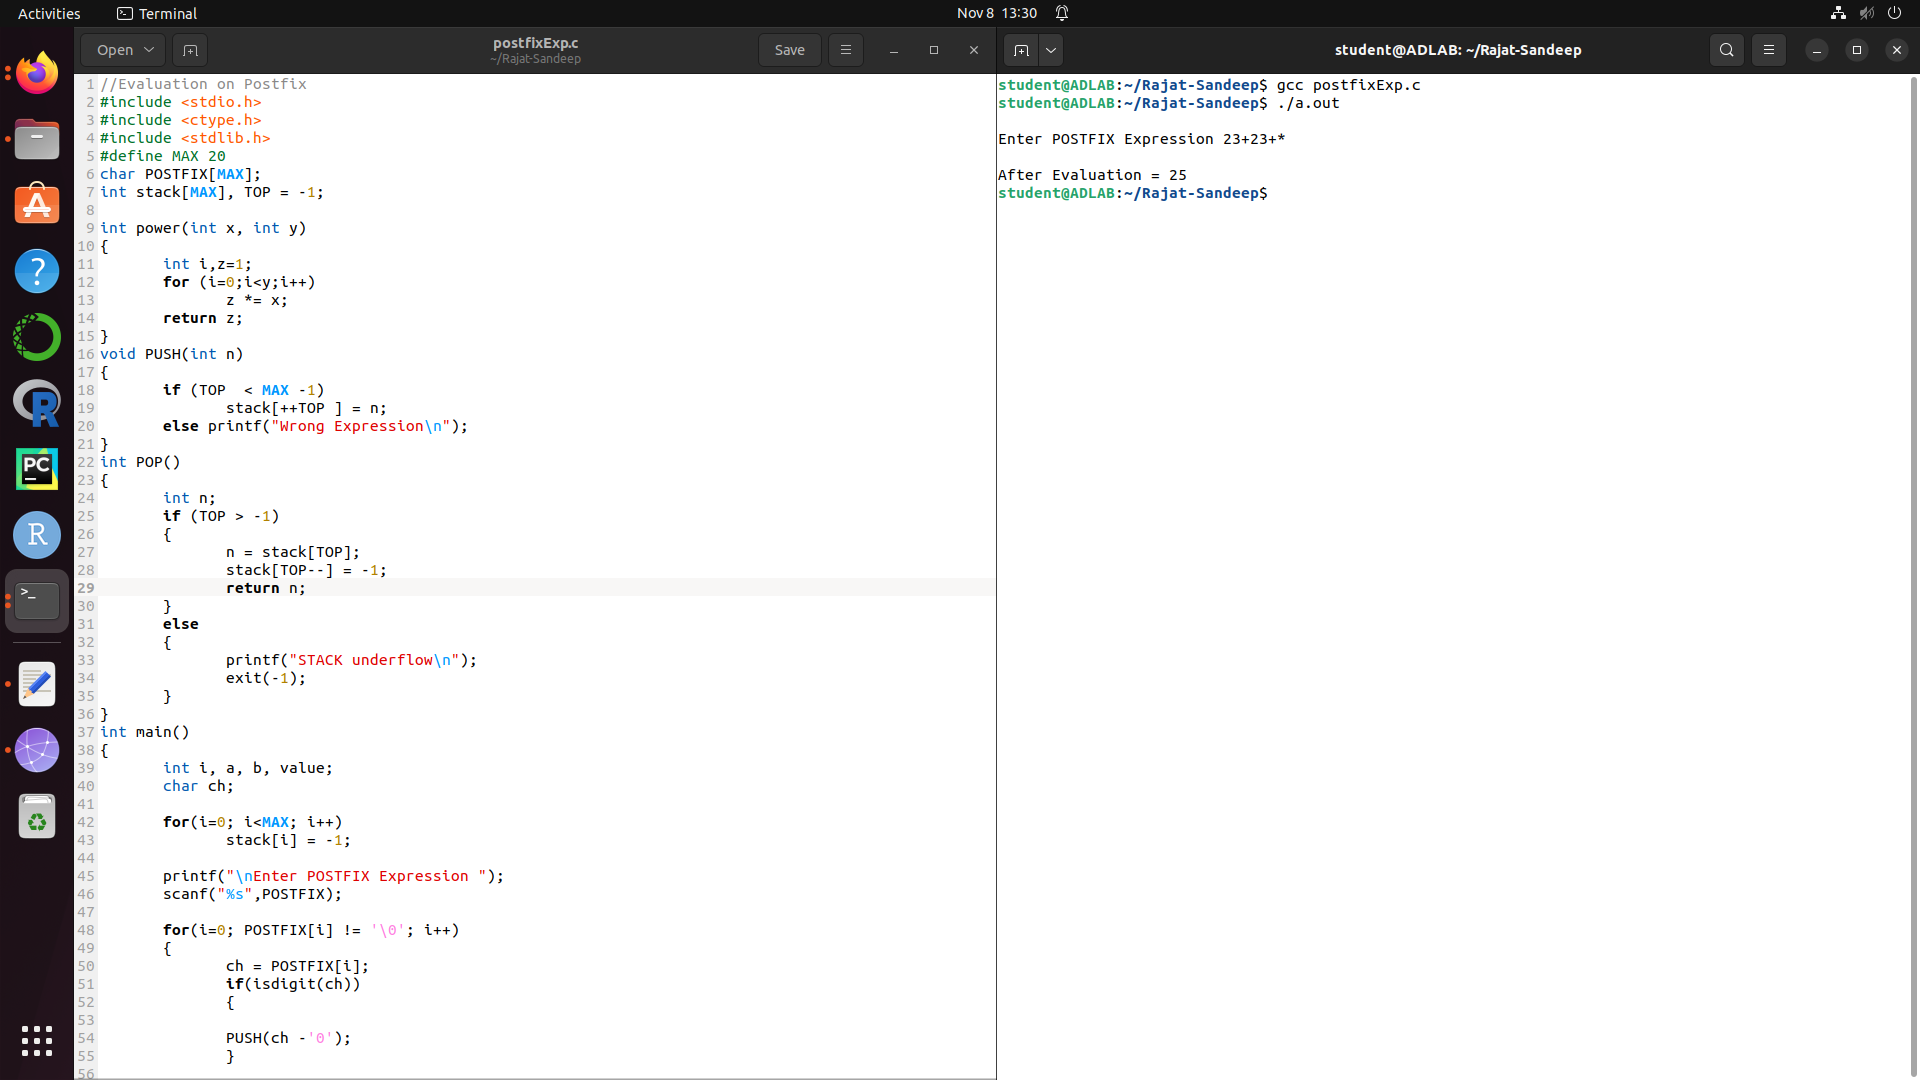 Activities
Terminal
Nov 8 13:30
Open
postfixExp.c
~/Rajat-Sandeep
Save
student@ADLAB: ~/Rajat-Sandeep
1 //Evaluation on Postfix
2 #include <stdio.h>
3 #include <ctype.h>
4 #include <stdlib.h>
5 #define MAX 20
6 char POSTFIX[MAX];
7 int stack[MAX], TOP = -1;
8
9 int power(int x, int y)
10 {
11 int i,z=1;
12 for (i=0;i<y;i++)
13 z *= x;
14 return z;
15 }
16 void PUSH(int n)
17 {
18 if (TOP  < MAX -1)
19 stack[++TOP ] = n;
20 else printf("Wrong Expression\n");
21 }
22 int POP()
23 {
24 int n;
25 if (TOP > -1)
26 {
27 n = stack[TOP];
28 stack[TOP--] = -1;
29 return n;
30 }
31 else
32 {
33 printf("STACK underflow\n");
34 exit(-1);
35 }
36 }
37 int main()
38 {
39 int i, a, b, value;
40 char ch;
41
42 for(i=0; i<MAX; i++)
43 stack[i] = -1;
44
45 printf("\nEnter POSTFIX Expression ");
46 scanf("%s",POSTFIX);
47
48 for(i=0; POSTFIX[i] != '\0'; i++)
49 {
50 ch = POSTFIX[i];
51 if(isdigit(ch))
52 {
53
54 PUSH(ch -'0');
55 }
56
student@ADLAB:~/Rajat-Sandeep$ gcc postfixExp.c
student@ADLAB:~/Rajat-Sandeep$ ./a.out
Enter POSTFIX Expression 23+23+*
After Evaluation = 25
student@ADLAB:~/Rajat-Sandeep$
?
R
PC
R
>_